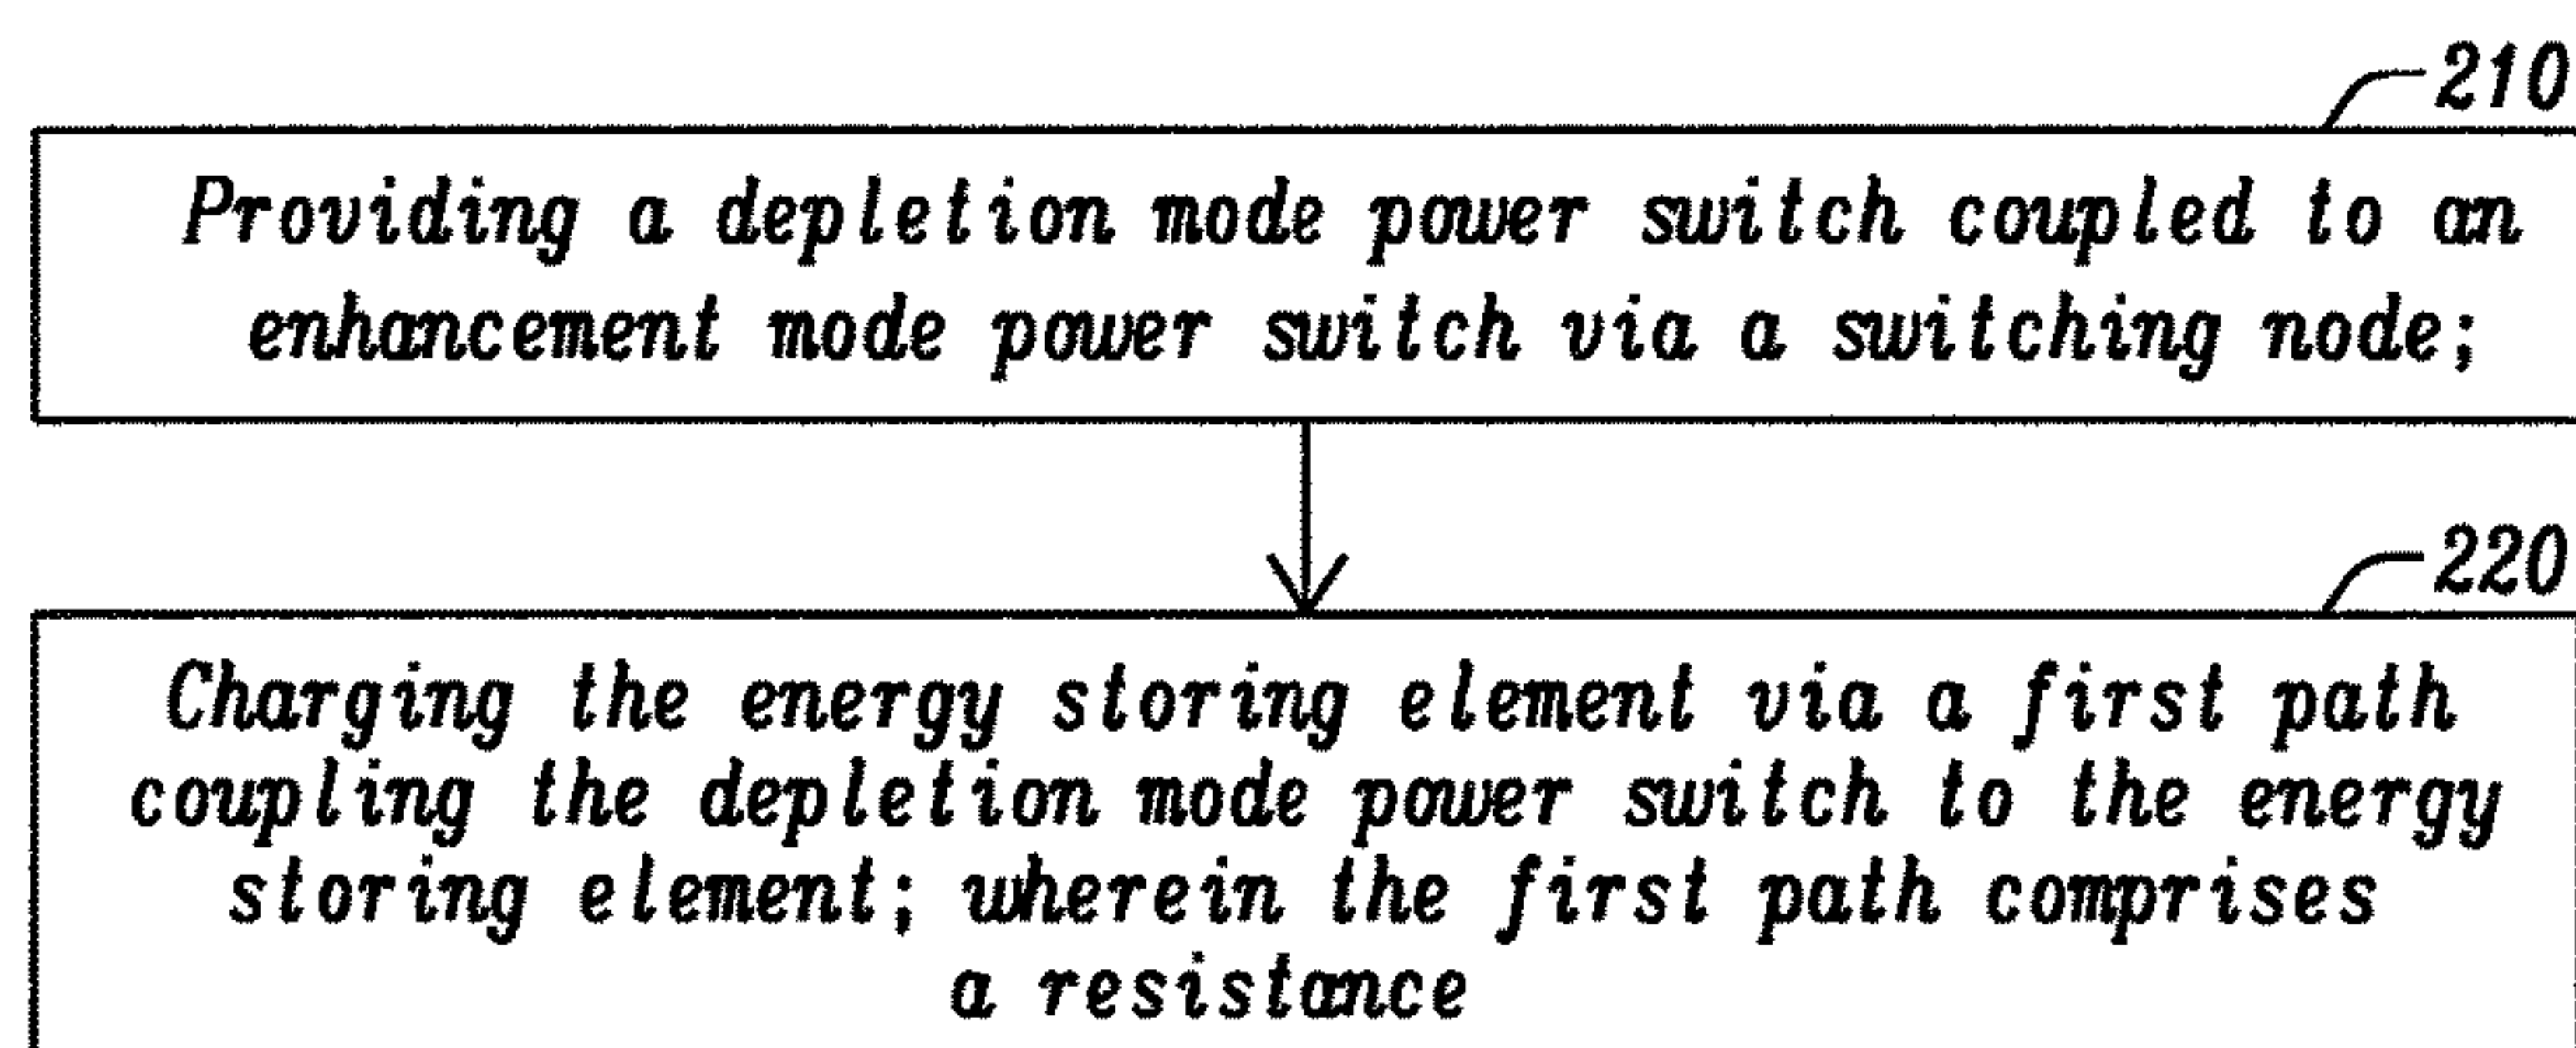 210
Providing a depletion mode power switch coupled to an
enhancement mode power switch via a switching node;
220
Charging the energy storing element via a first path
coupling the depletion mode power switch to the energy
storing element; wherein the first path comprises
a resistance